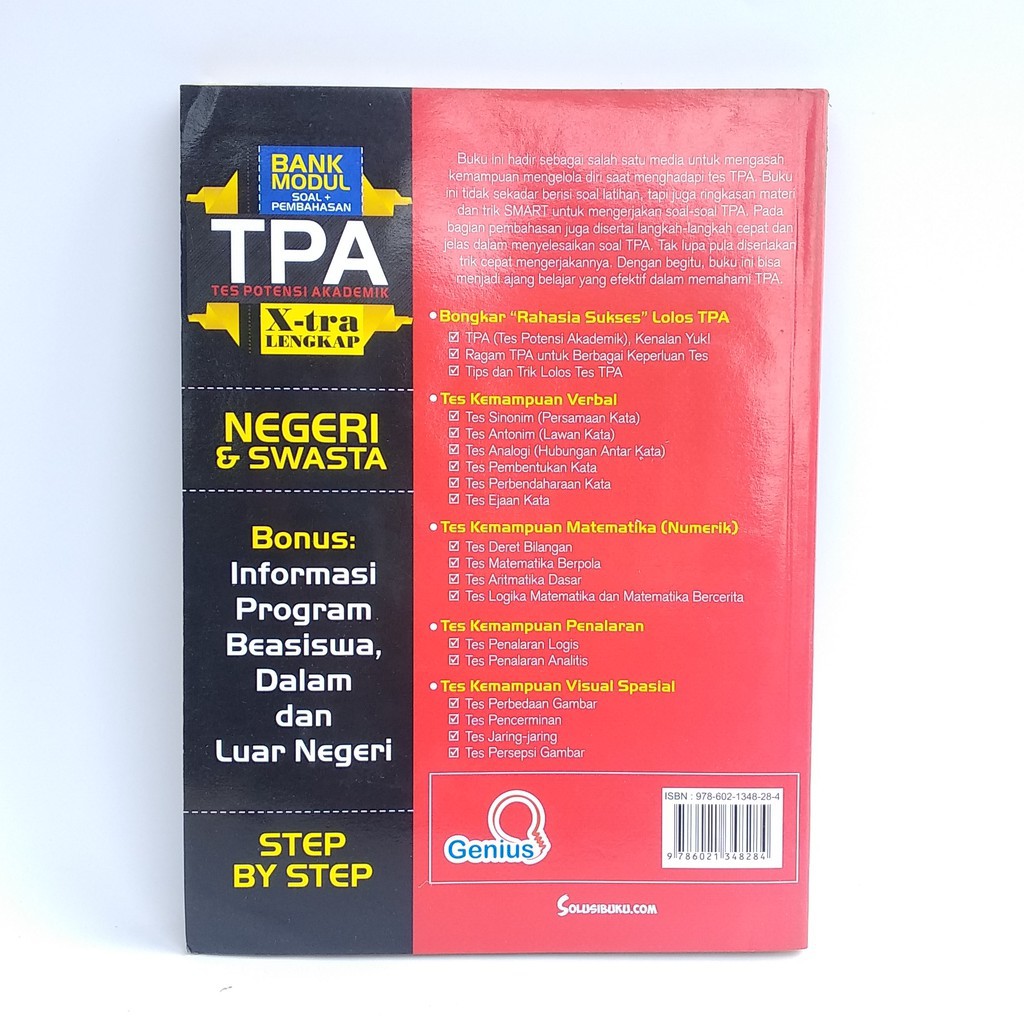 BANK
MODUL
SOAL +
PEMBAHASAN
TPA
TES POTENSI AKADEMIK
X-tra
LENGKAP
NEGERI
& SWASTA
Bonus:
Informasi
Program
Beasiswa,
Dalam
dan
Luar Negeri
STEP
BY STEP
Buku ini hadir sebagai salah satu media untuk mengasah
kemampuan mengelola diri saat menghadapi tes TPA. Buku
ini tidak sekadar berisi soal latihan, tapi juga ringkasan materi
dan trik SMART untuk mengerjakan soal-soal TPA. Pada
bagian pembahasan juga disertai langkah-langkah cepat dan
jelas dalam menyelesaikan soal TPA. Tak lupa pula disertakan
trik cepat mengerjakannya. Dengan begitu, buku ini bisa
menjadi ajang belajar yang efektif dalam memahami TPA.
• Bongkar “Rahasia Sukses” Lolos TPA
☑ TPA (Tes Potensi Akademik), Kenalan Yuk!
☑ Ragam TPA untuk Berbagai Keperluan Tes
☑ Tips dan Trik Lolos Tes TPA
• Tes Kemampuan Verbal
☑ Tes Sinonim (Persamaan Kata)
☑ Tes Antonim (Lawan Kata)
☑ Tes Analogi (Hubungan Antar Kata)
☑ Tes Pembentukan Kata
☑ Tes Perbendaharaan Kata
☑ Tes Ejaan Kata
• Tes Kemampuan Matematika (Numerik)
☑ Tes Deret Bilangan
☑ Tes Matematika Berpola
☑ Tes Aritmatika Dasar
☑ Tes Logika Matematika dan Matematika Bercerita
• Tes Kemampuan Penalaran
☑ Tes Penalaran Logis
☑ Tes Penalaran Analitis
• Tes Kemampuan Visual Spasial
☑ Tes Perbedaan Gambar
☑ Tes Pencerminan
☑ Tes Jaring-jaring
☑ Tes Persepsi Gambar
Genius
ISBN : 978-602-1348-28-4
9 786021 348284
SOLUSIBUKU.COM